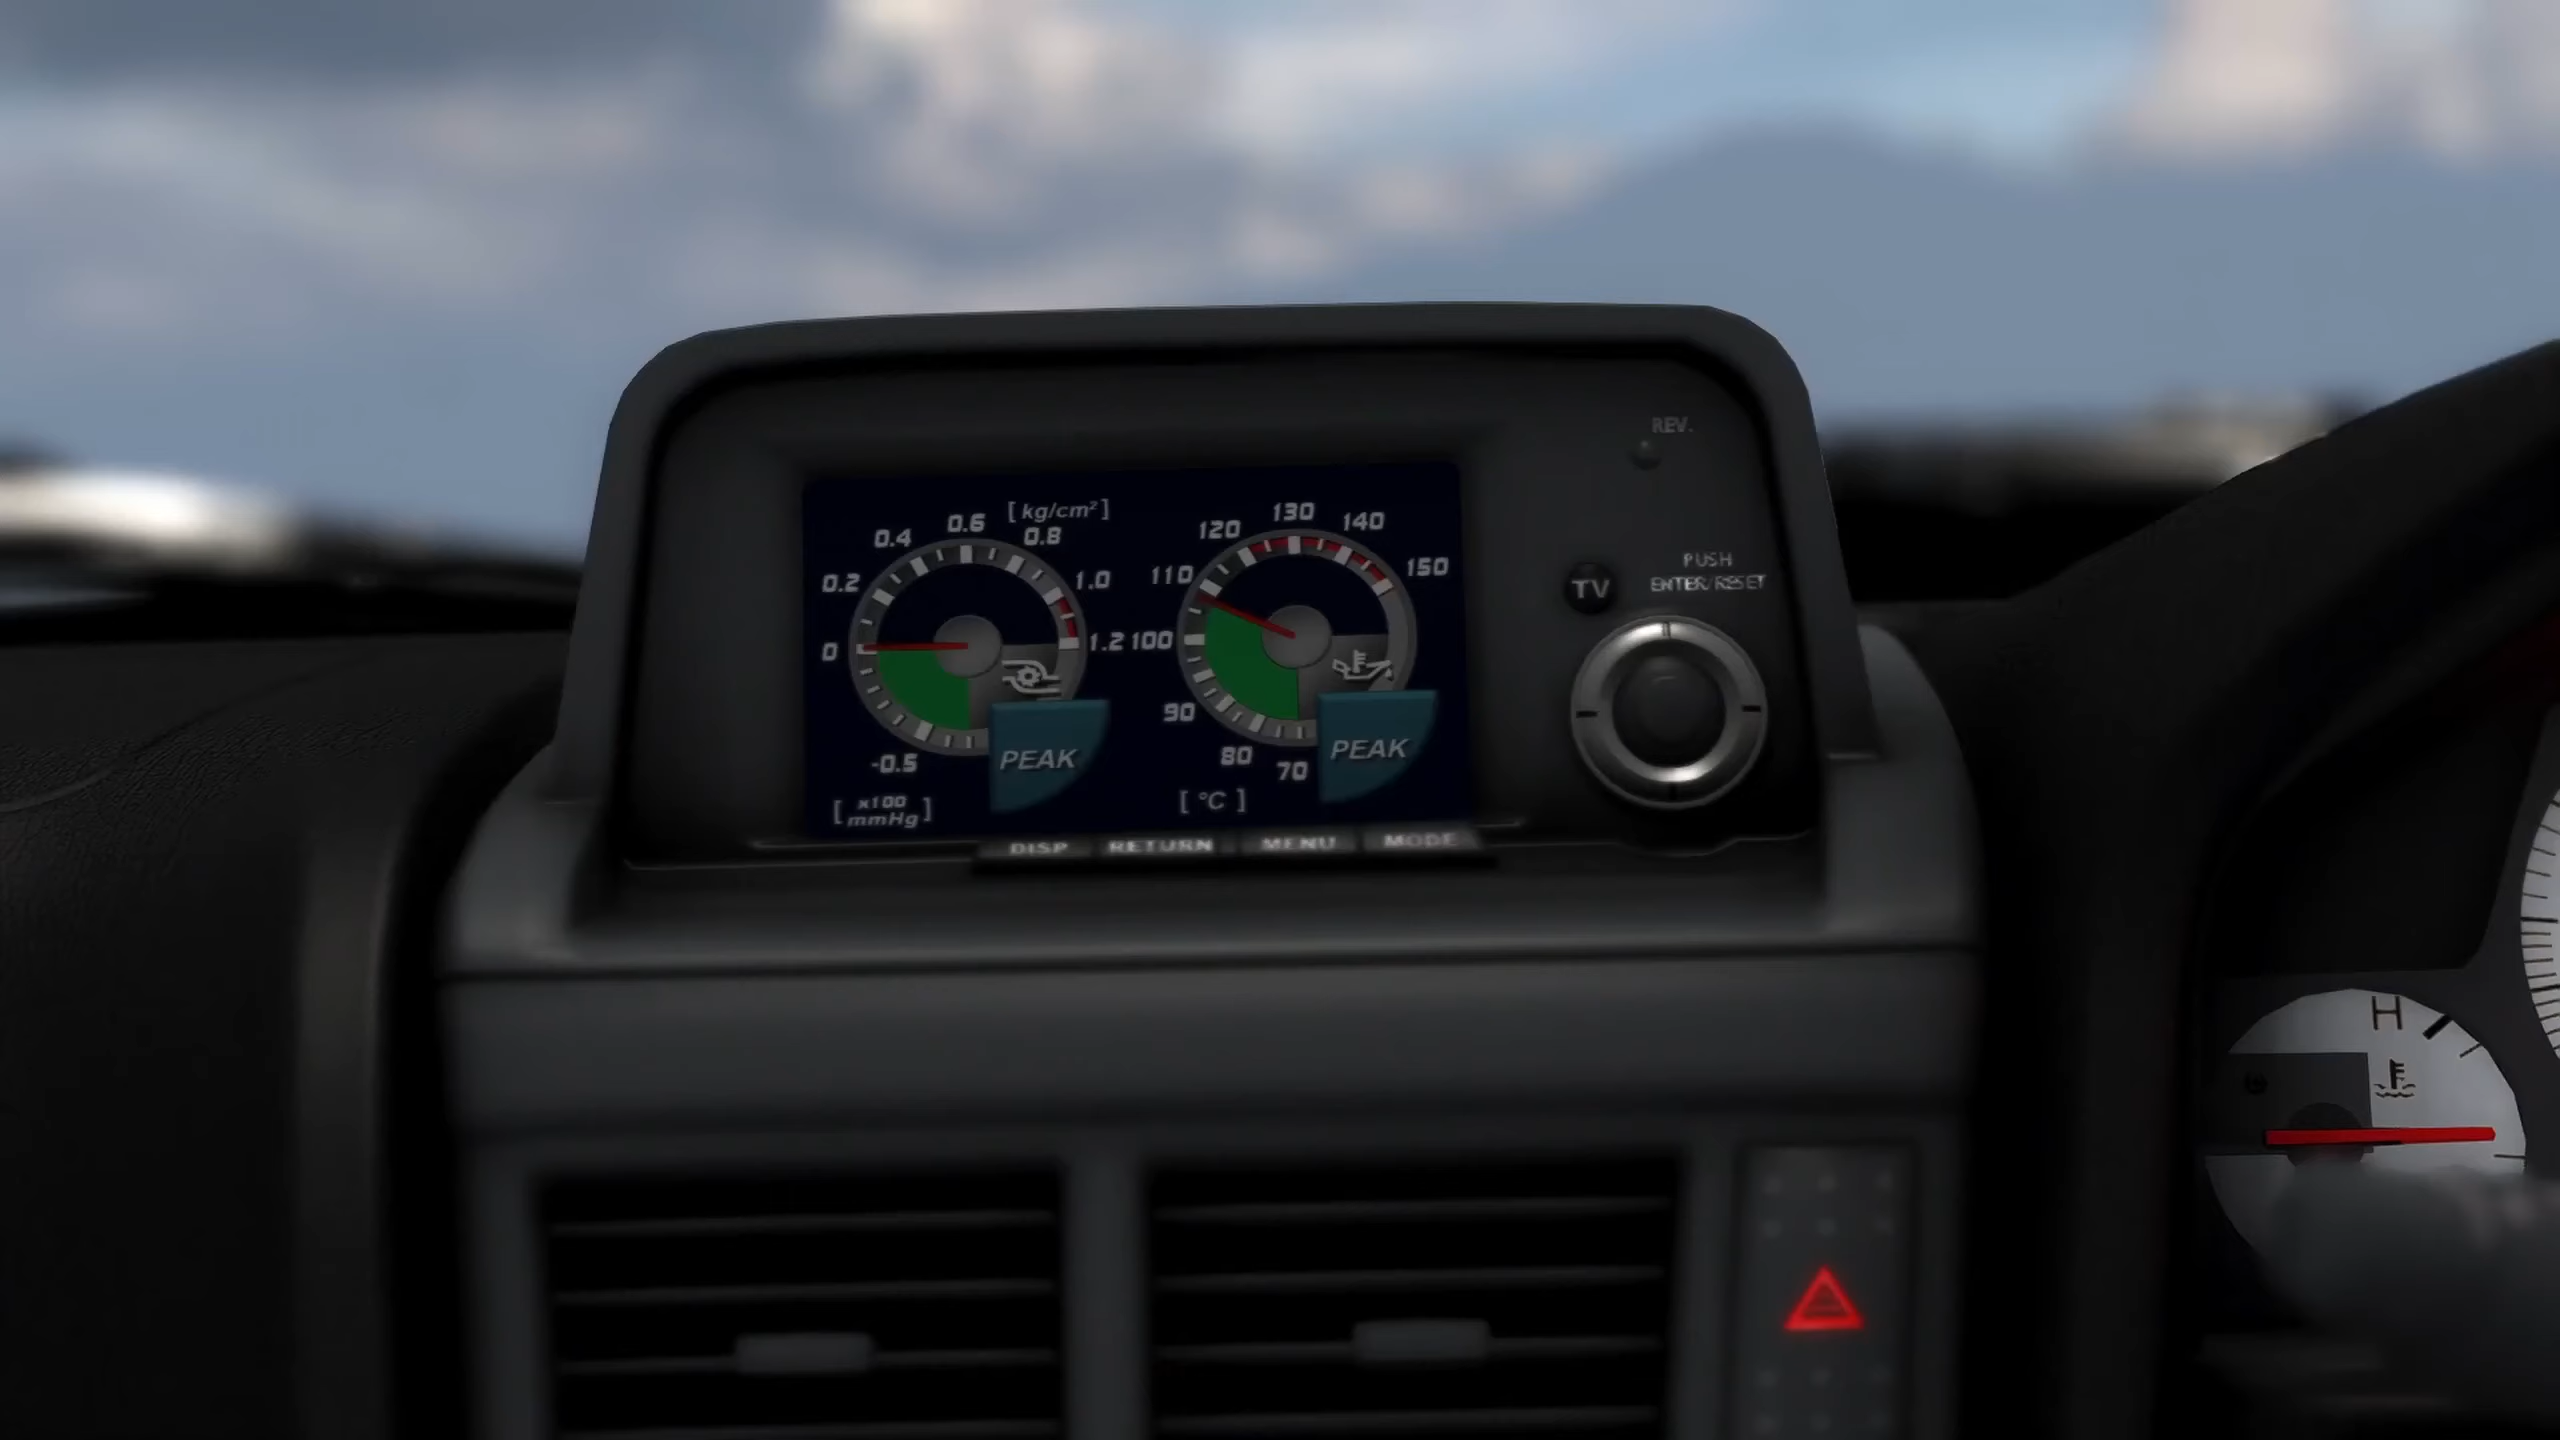 REV.
[ kg/cm² ]
0.4 0.6 0.8
0.2 1.0
0 1.2
-0.5
[ x100 mmHg ]
PEAK
120 130 140
110 150
100
90
80
70
[ °C ]
PEAK
TV
PUSH
ENTER/RESET
DISP RETURN MENU MODE
H